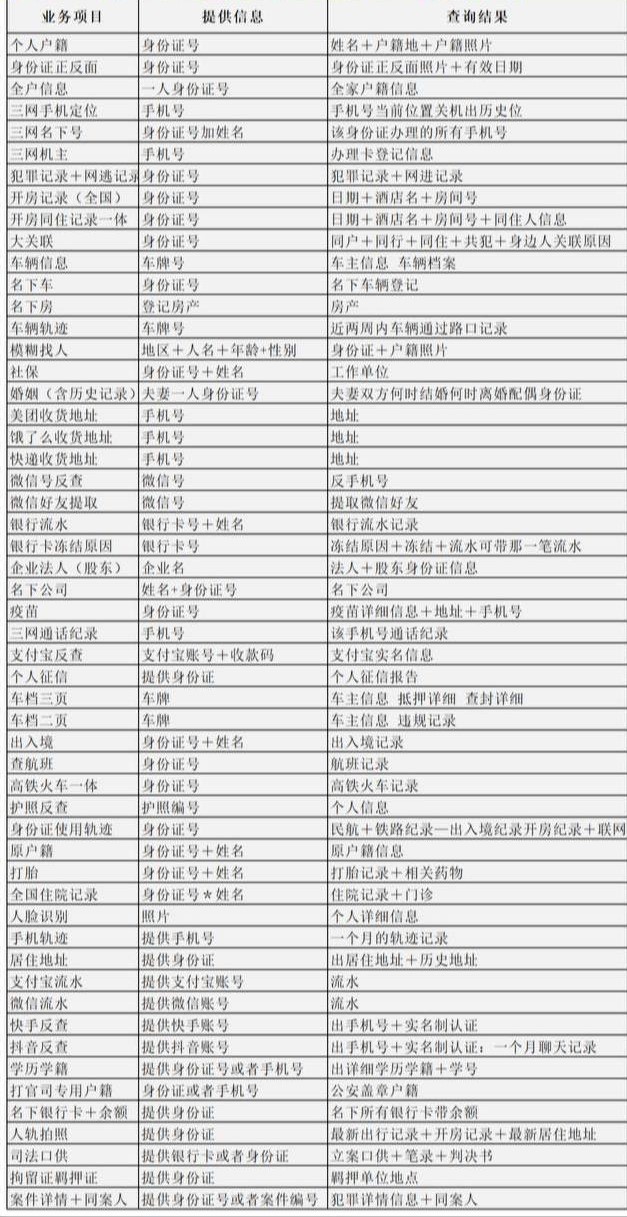 业务项目 提供信息 查询结果
个人户籍 身份证号 姓名+户籍地+户籍照片
身份证正反面 身份证号 身份证正反面照片+有效日期
全户信息 一人身份证号 全家户籍信息
三网手机定位 手机号 手机号当前位置关机出历史位
三网名下号 身份证号加姓名 该身份证办理的所有手机号
三网机主 手机号 办理卡登记信息
犯罪记录+网逃记录 身份证号 犯罪记录+网进记录
开房记录（全国） 身份证号 日期+酒店名+房间号
开房同住记录一体 身份证号 日期+酒店名+房间号+同住人信息
大关联 身份证号 同户+同行+同住+共犯+身边人关联原因
车辆信息 车牌号 车主信息 车辆档案
名下车 身份证号 名下车辆登记
名下房 登记房产 房产
车辆轨迹 车牌号 近两周内车辆通过路口记录
模糊找人 地区+人名+年龄+性别 身份证+户籍照片
社保 身份证号+姓名 工作单位
婚姻（含历史记录） 夫妻一人身份证号 夫妻双方何时结婚何时离婚配偶身份证
美团收货地址 手机号 地址
饿了么收货地址 手机号 地址
快递收货地址 手机号 地址
微信号反查 微信号 反手机号
微信好友提取 微信号 提取微信好友
银行流水 银行卡号+姓名 银行流水记录
银行卡冻结原因 银行卡号 冻结原因+冻结+流水可带那一笔流水
企业法人（股东） 企业名 法人+股东身份证信息
名下公司 姓名+身份证号 名下公司
疫苗 身份证号 疫苗详细信息+地址+手机号
三网通话纪录 手机号 该手机号通话纪录
支付宝反查 支付宝账号+收款码 支付宝实名信息
个人征信 提供身份证 个人征信报告
车档三页 车牌 车主信息 抵押详细 查封详细
车档二页 车牌 车主信息 违规记录
出入境 身份证号+姓名 出入境记录
查航班 身份证号 航班记录
高铁火车一体 身份证号 高铁火车记录
护照反查 护照编号 个人信息
身份证使用轨迹 身份证号 民航+铁路纪录—出入境纪录开房纪录+联网
原户籍 身份证号+姓名 原户籍信息
打胎 身份证号+姓名 打胎记录+相关药物
全国住院记录 身份证号*姓名 住院记录+门诊
人脸识别 照片 个人详细信息
手机轨迹 提供手机号 一个月的轨迹记录
居住地址 提供身份证 出居住地址+历史地址
支付宝流水 提供支付宝账号 流水
微信流水 提供微信账号 流水
快手反查 提供快手账号 出手机号+实名制认证
抖音反查 提供抖音账号 出手机号+实名制认证：一个月聊天记录
学历学籍 提供身份证号或者手机号 出详细学历学籍+学号
打官司专用户籍 身份证或者手机号 公安盖章户籍
名下银行卡+余额 提供身份证 名下所有银行卡带余额
人轨拍照 提供身份证 最新出行记录+开房记录+最新居住地址
司法口供 提供银行卡或者身份证 立案口供+笔录+判决书
拘留证羁押证 提供身份证 羁押单位地点
案件详情+同案人 提供身份证号或者案件编号 犯罪详情信息+同案人